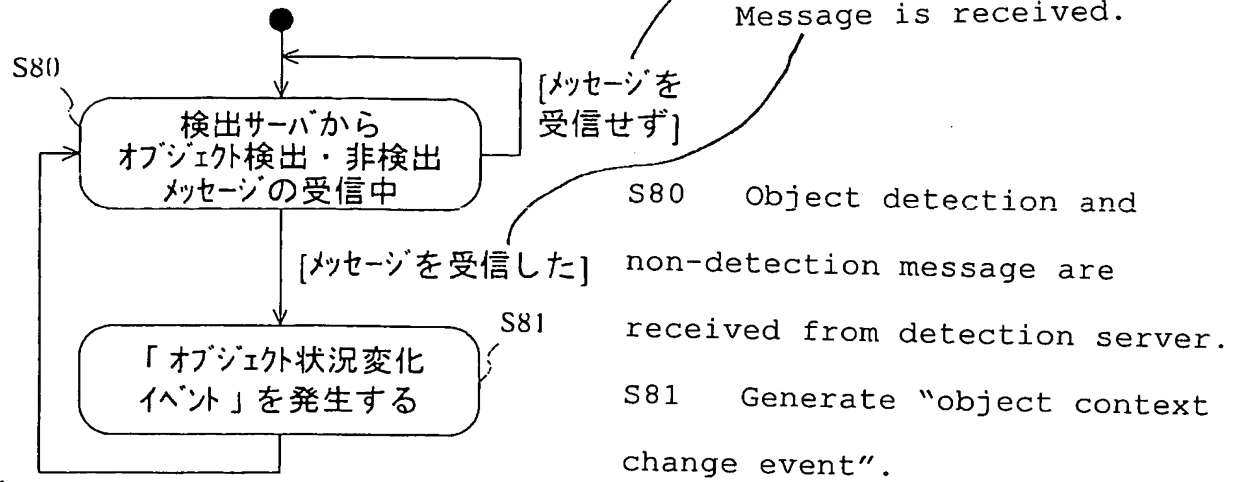 Message is received.
S80
[メッセージを
受信せず]
検出サーバから
オブジェクト検出・非検出
メッセージの受信中
[メッセージを受信した]
S81
「オブジェクト状況変化
イベント」を発生する
S80 Object detection and
non-detection message are
received from detection server.
S81 Generate "object context
change event".